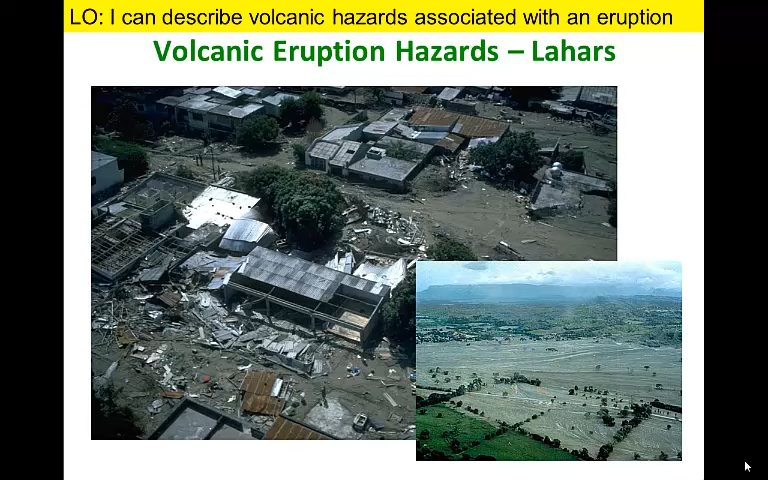 LO: I can describe volcanic hazards associated with an eruption
Volcanic Eruption Hazards – Lahars